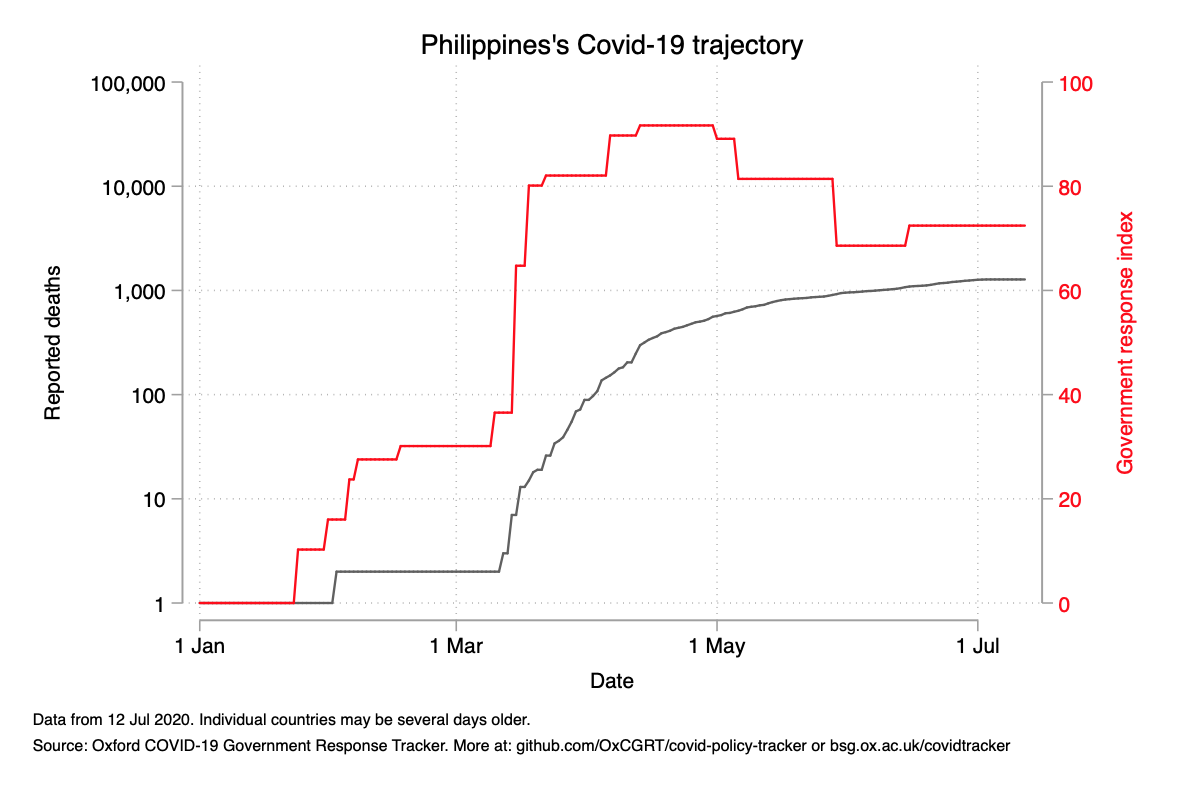 Philippines's Covid-19 trajectory
100,000
10,000
1,000
100
10
1
Reported deaths
100
80
60
40
20
0
Government response index
1 Jan
1 Mar
1 May
1 Jul
Date
Data from 12 Jul 2020. Individual countries may be several days older.
Source: Oxford COVID-19 Government Response Tracker. More at: github.com/OxCGRT/covid-policy-tracker or bsg.ox.ac.uk/covidtracker